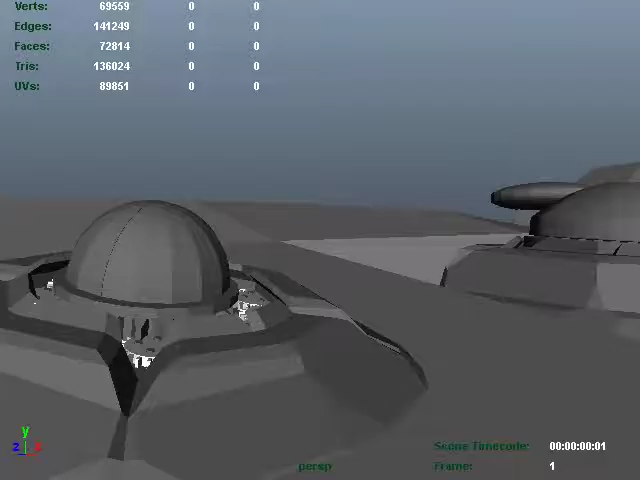 Verts: 69559 0 0
Edges: 141249 0 0
Faces: 72814 0 0
Tris: 136024 0 0
UVs: 89851 0 0
y
z x
Scene Timecode: 00:00:00:01
persp Frame: 1